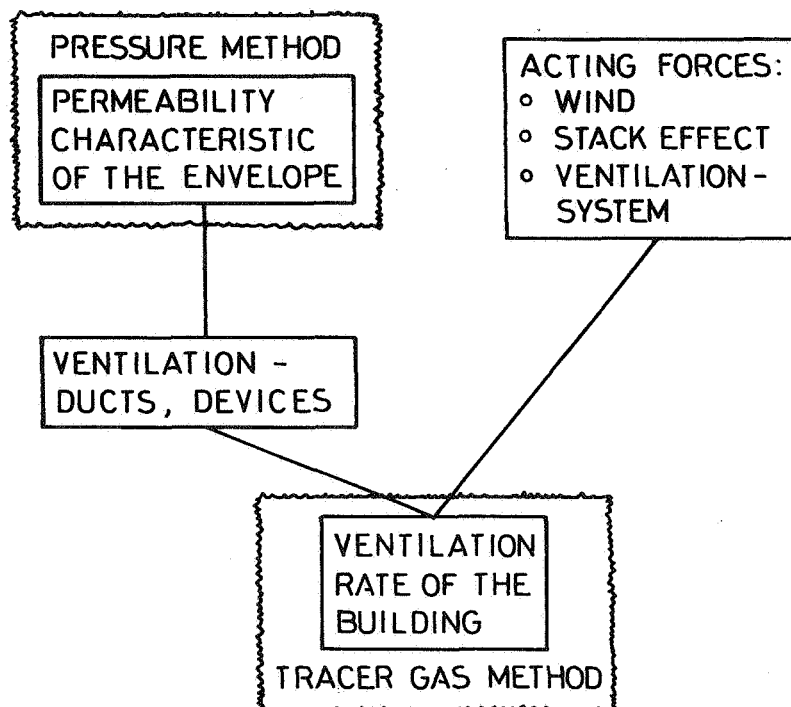 PRESSURE METHOD
PERMEABILITY
CHARACTERISTIC
OF THE ENVELOPE
ACTING FORCES:
o WIND
o STACK EFFECT
o VENTILATION-
SYSTEM
VENTILATION -
DUCTS, DEVICES
VENTILATION
RATE OF THE
BUILDING
TRACER GAS METHOD